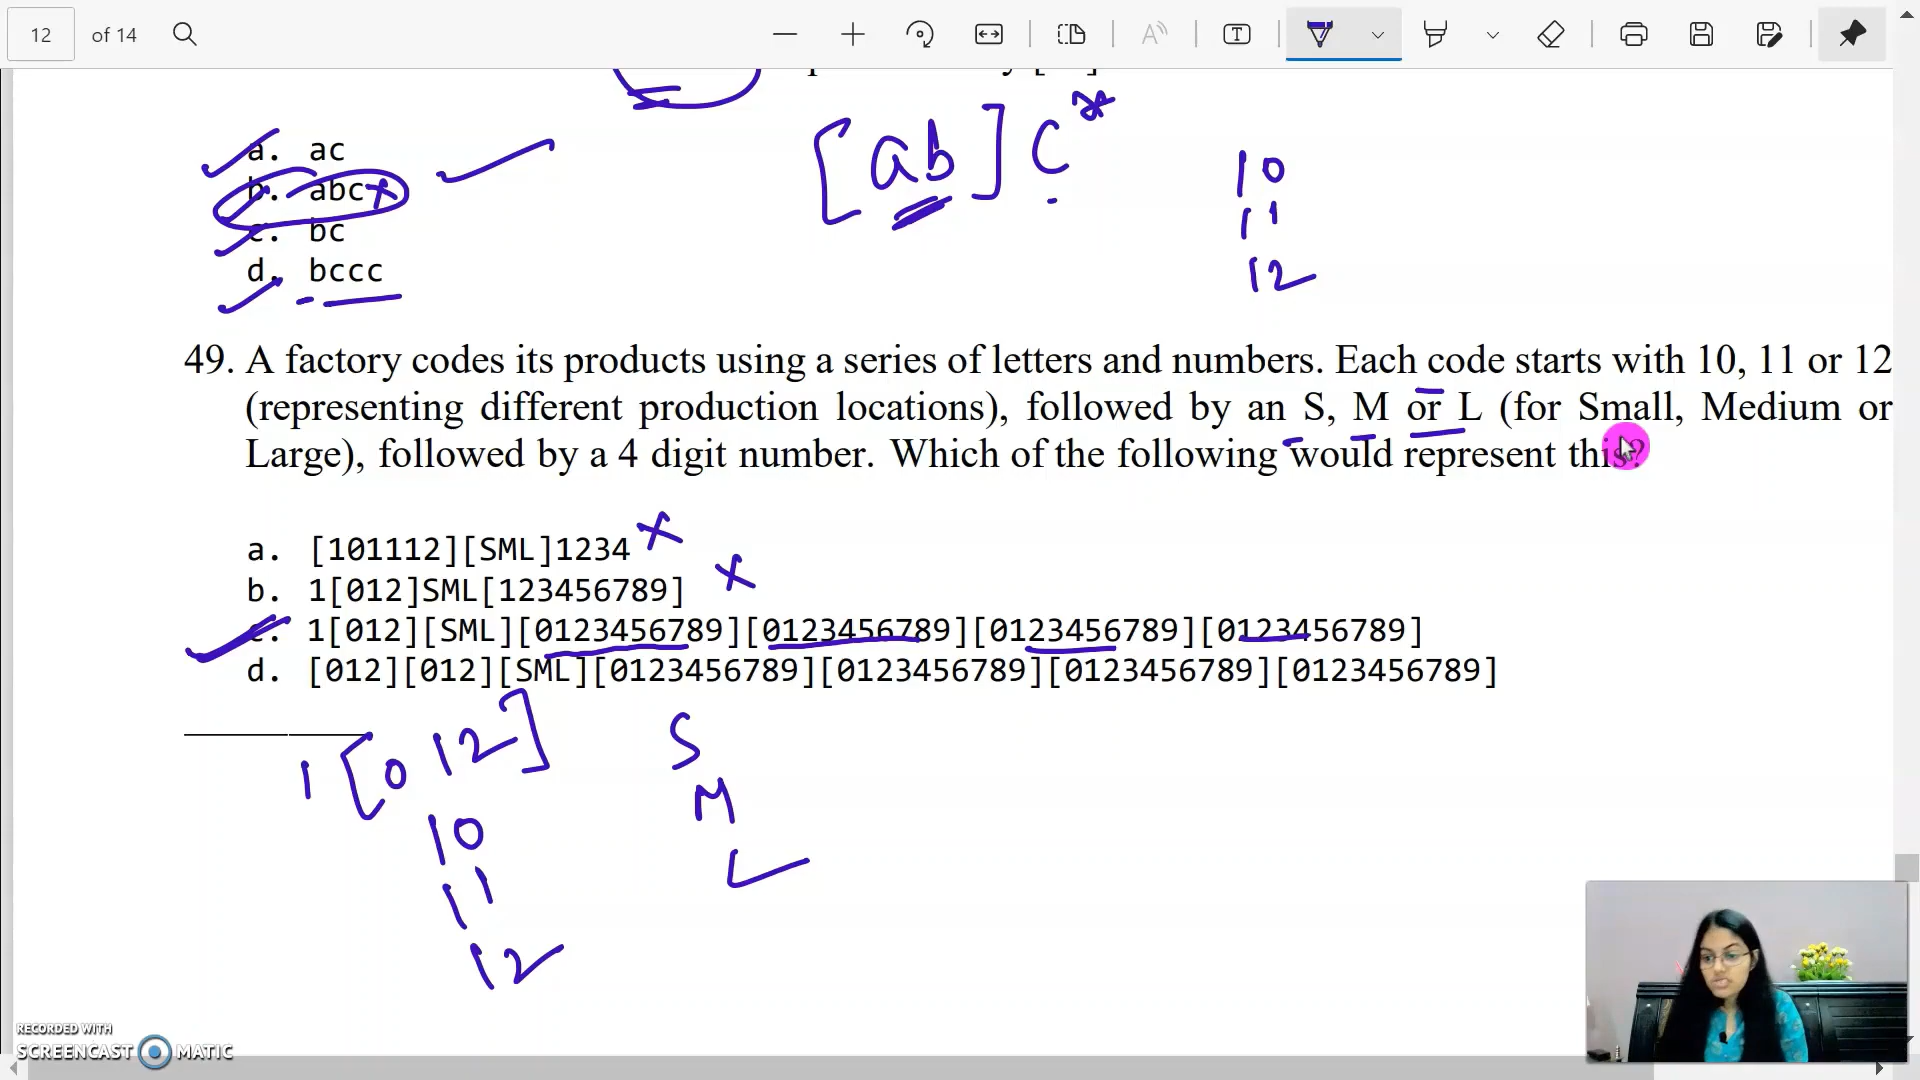 12 of 14
a. ac
b. abc
c. bc
d. bccc
[ab]c*
10
11
12
49. A factory codes its products using a series of letters and numbers. Each code starts with 10, 11 or 12
(representing different production locations), followed by an S, M or L (for Small, Medium or
Large), followed by a 4 digit number. Which of the following would represent this?
a. [101112][SML]1234
b. 1[012]SML[123456789]
c. 1[012][SML][0123456789][0123456789][0123456789][0123456789]
d. [012][012][SML][0123456789][0123456789][0123456789][0123456789]
1[012]
10
11
12
S
M
L
RECORDED WITH
SCREENCAST MATIC